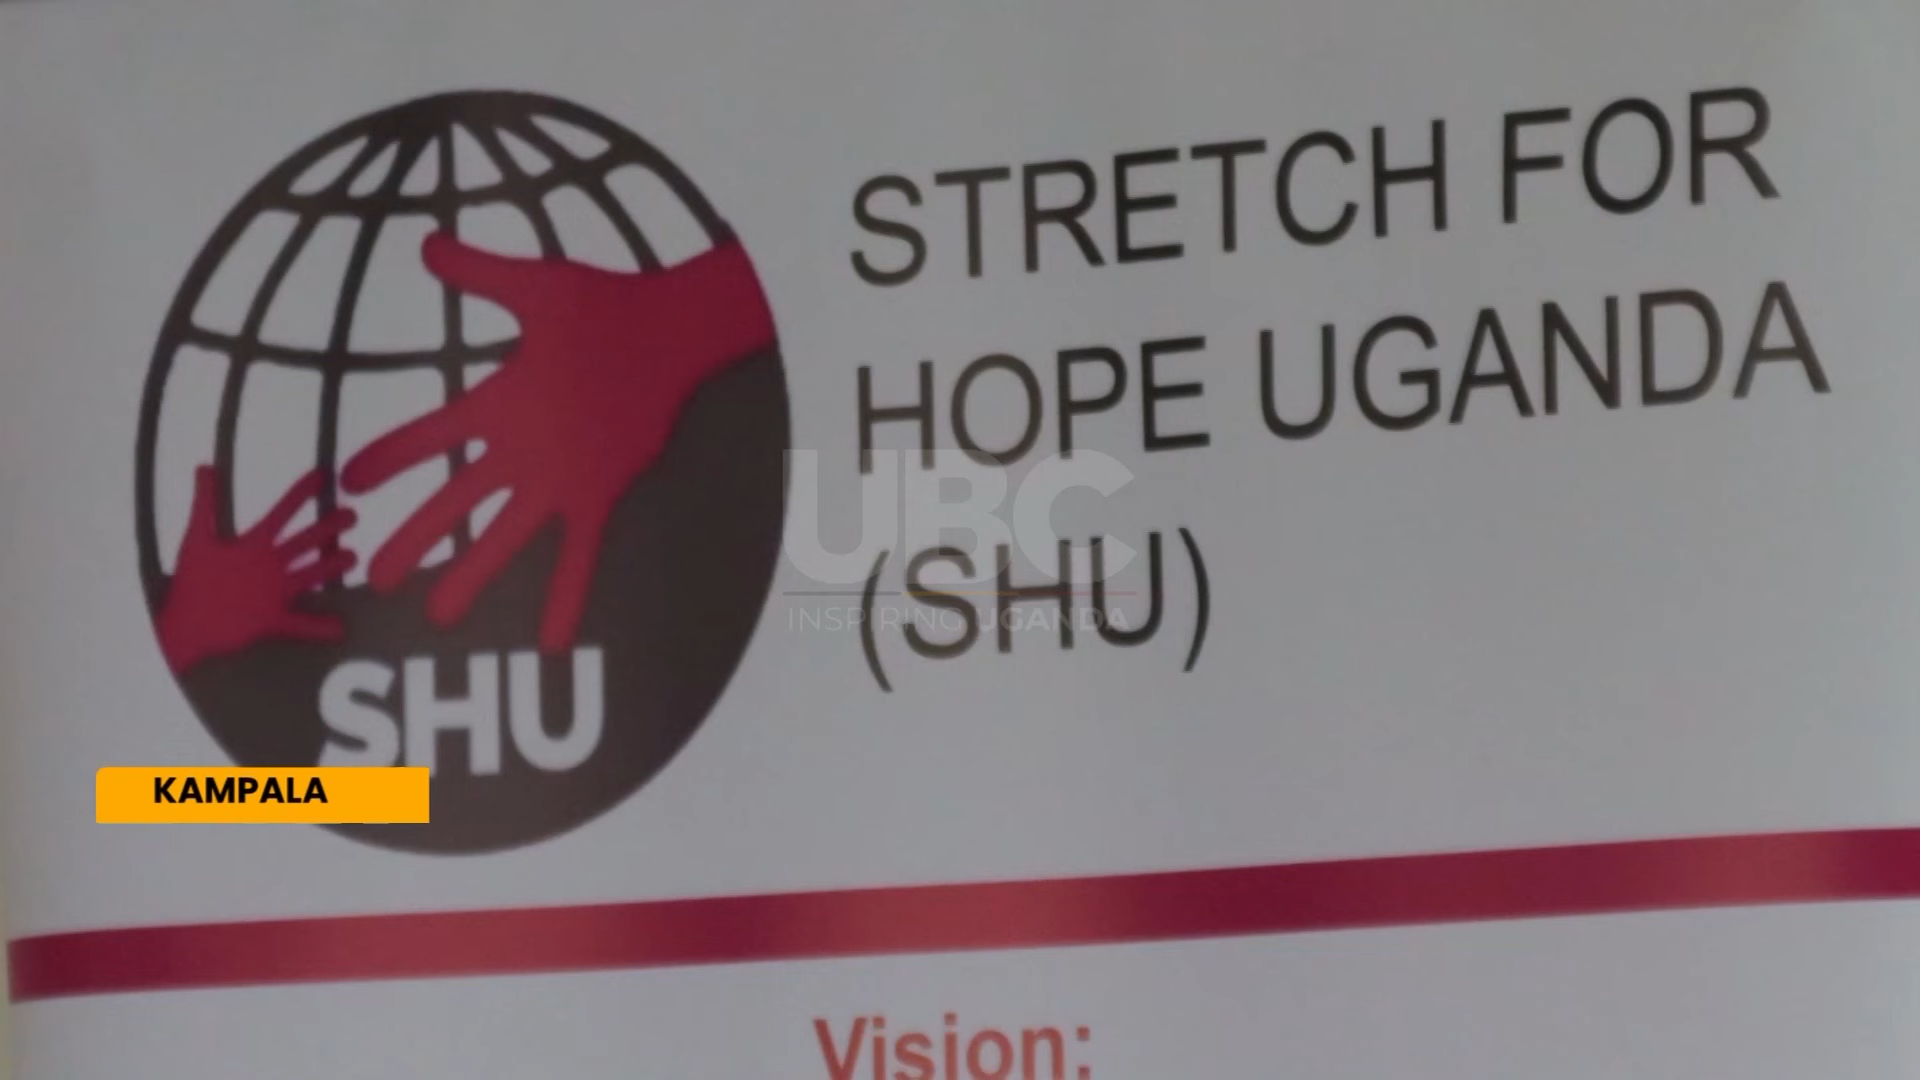 STRETCH FOR
HOPE UGANDA
(SHU)
UBC
INSPIRING UGANDA
SHU
KAMPALA
Vision: